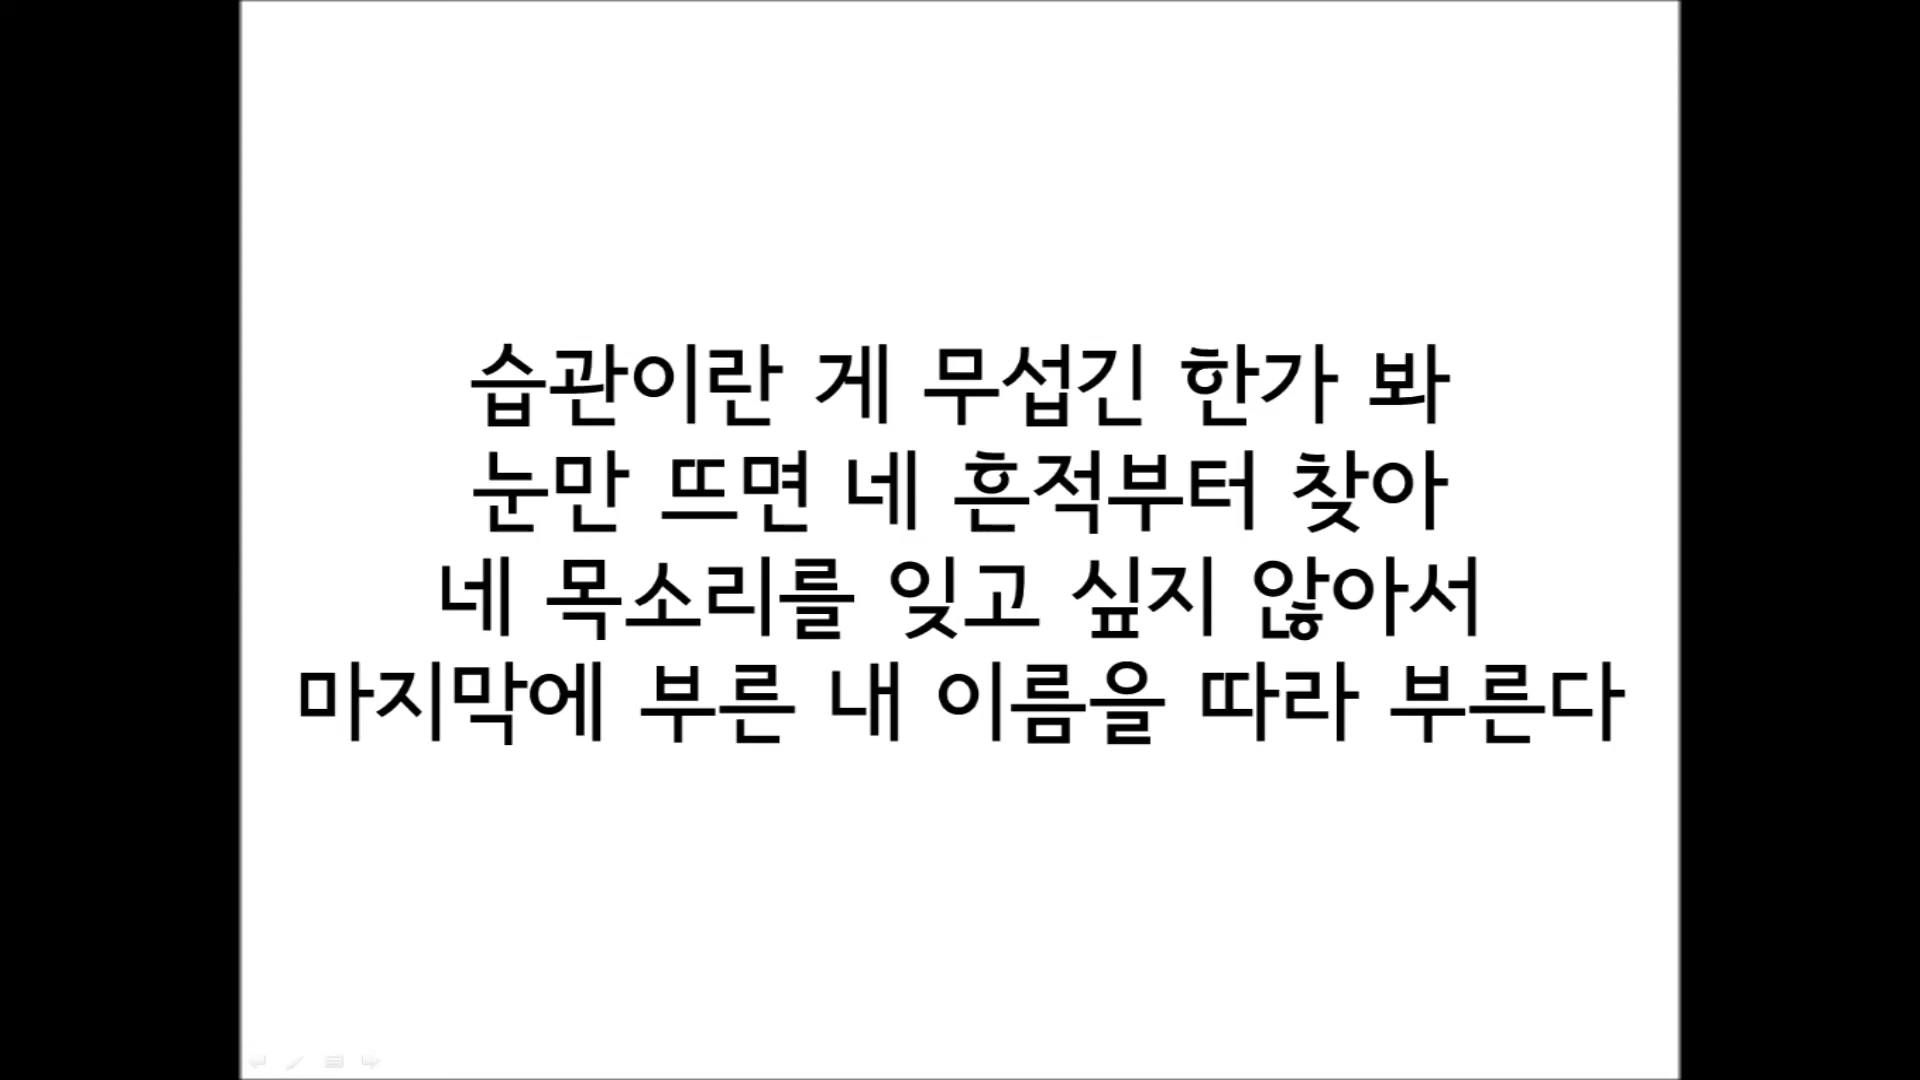 습관이란 게 무섭긴 한가 봐
눈만 뜨면 네 흔적부터 찾아
네 목소리를 잊고 싶지 않아서
마지막에 부른 내 이름을 따라 부른다